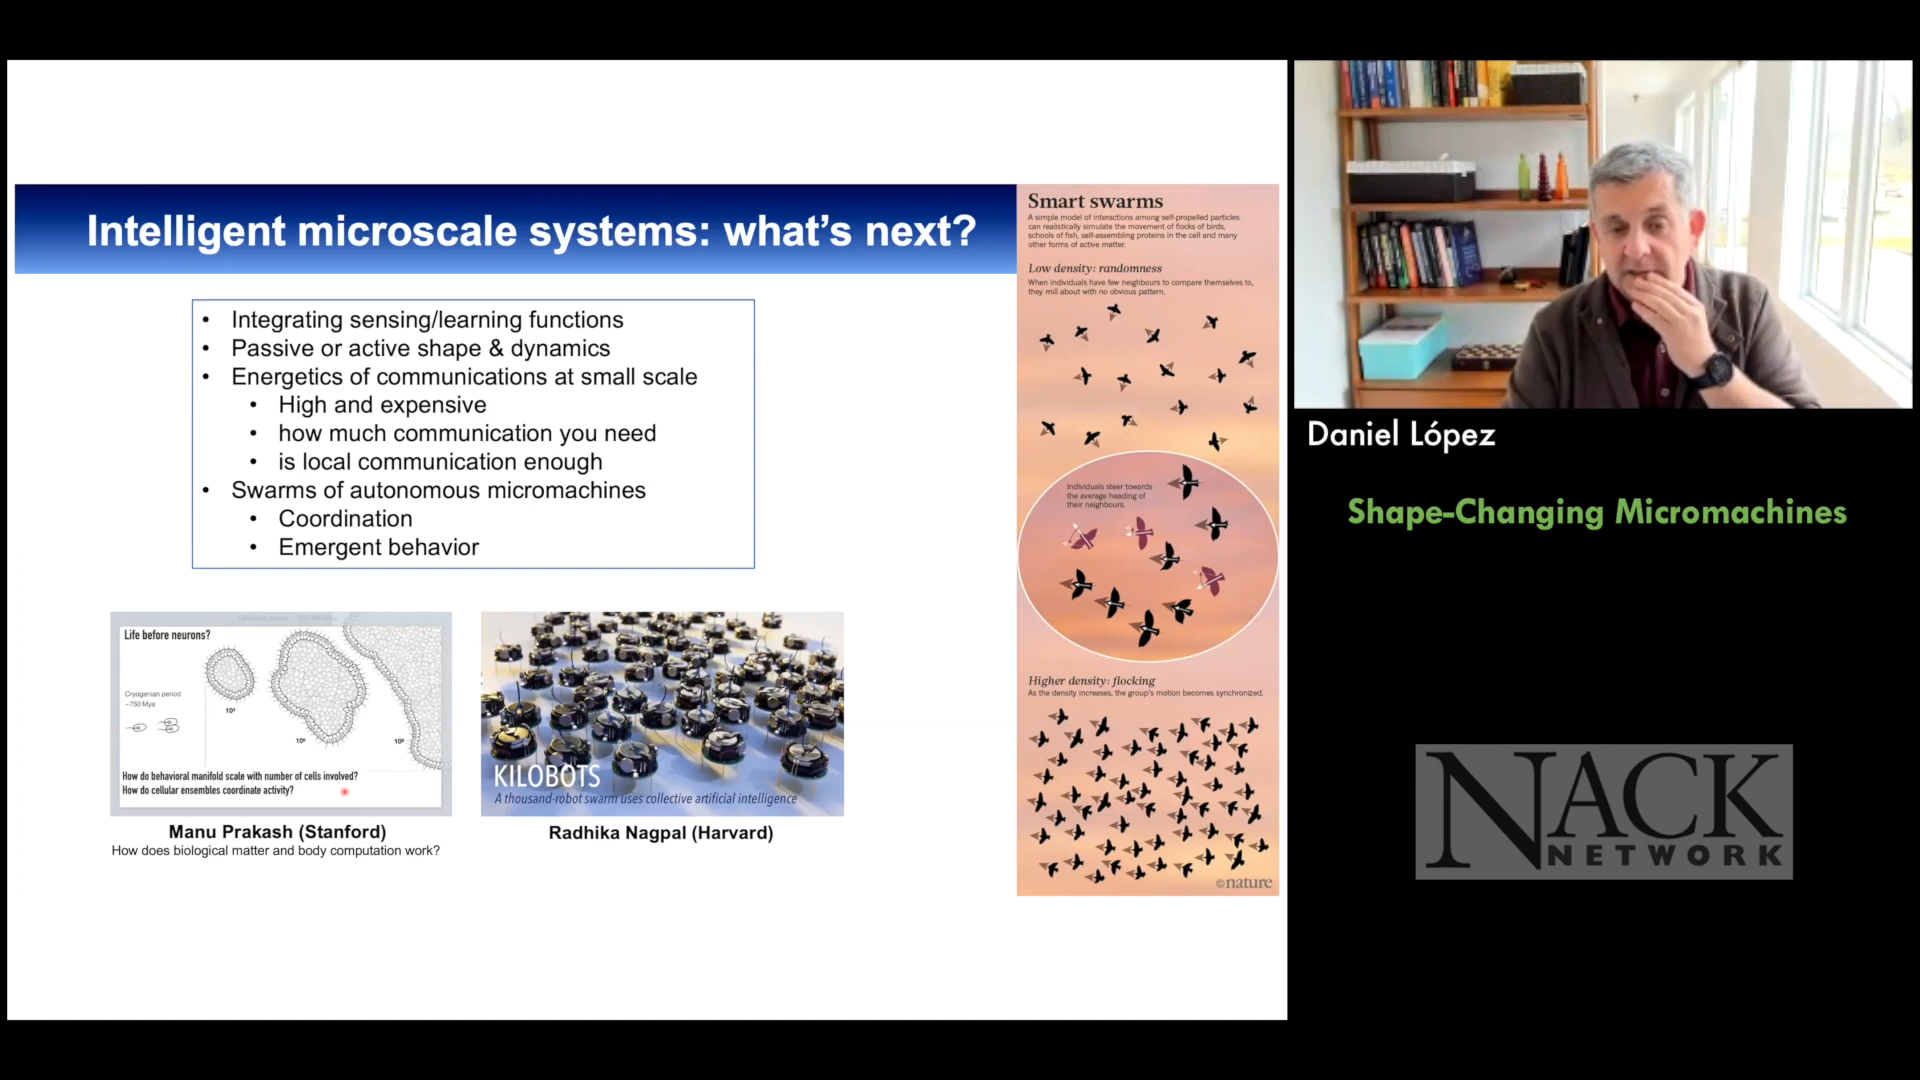 Intelligent microscale systems: what's next?
• Integrating sensing/learning functions
• Passive or active shape & dynamics
• Energetics of communications at small scale
• High and expensive
• how much communication you need
• is local communication enough
• Swarms of autonomous micromachines
• Coordination
• Emergent behavior
Life before neurons?
Cryogenian period
~750 Mya
How do behavioral manifold scale with number of cells involved?
How do cellular ensembles coordinate activity?
Manu Prakash (Stanford)
How does biological matter and body computation work?
KILOBOTS
A thousand-robot swarm uses collective artificial intelligence
Radhika Nagpal (Harvard)
Smart swarms
A simple model of interactions among self-propelled particles
can realistically simulate the movement of flocks of birds,
schools of fish, self-assembling proteins in the cell and many
other forms of active matter.
Low density: randomness
When individuals have few neighbours to compare themselves to,
they mill about with no obvious pattern.
Individuals steer towards
the average heading of
their neighbours.
Higher density: flocking
As the density increases, the group's motion becomes synchronized.
©nature
Daniel López
Shape-Changing Micromachines
NACK
NETWORK